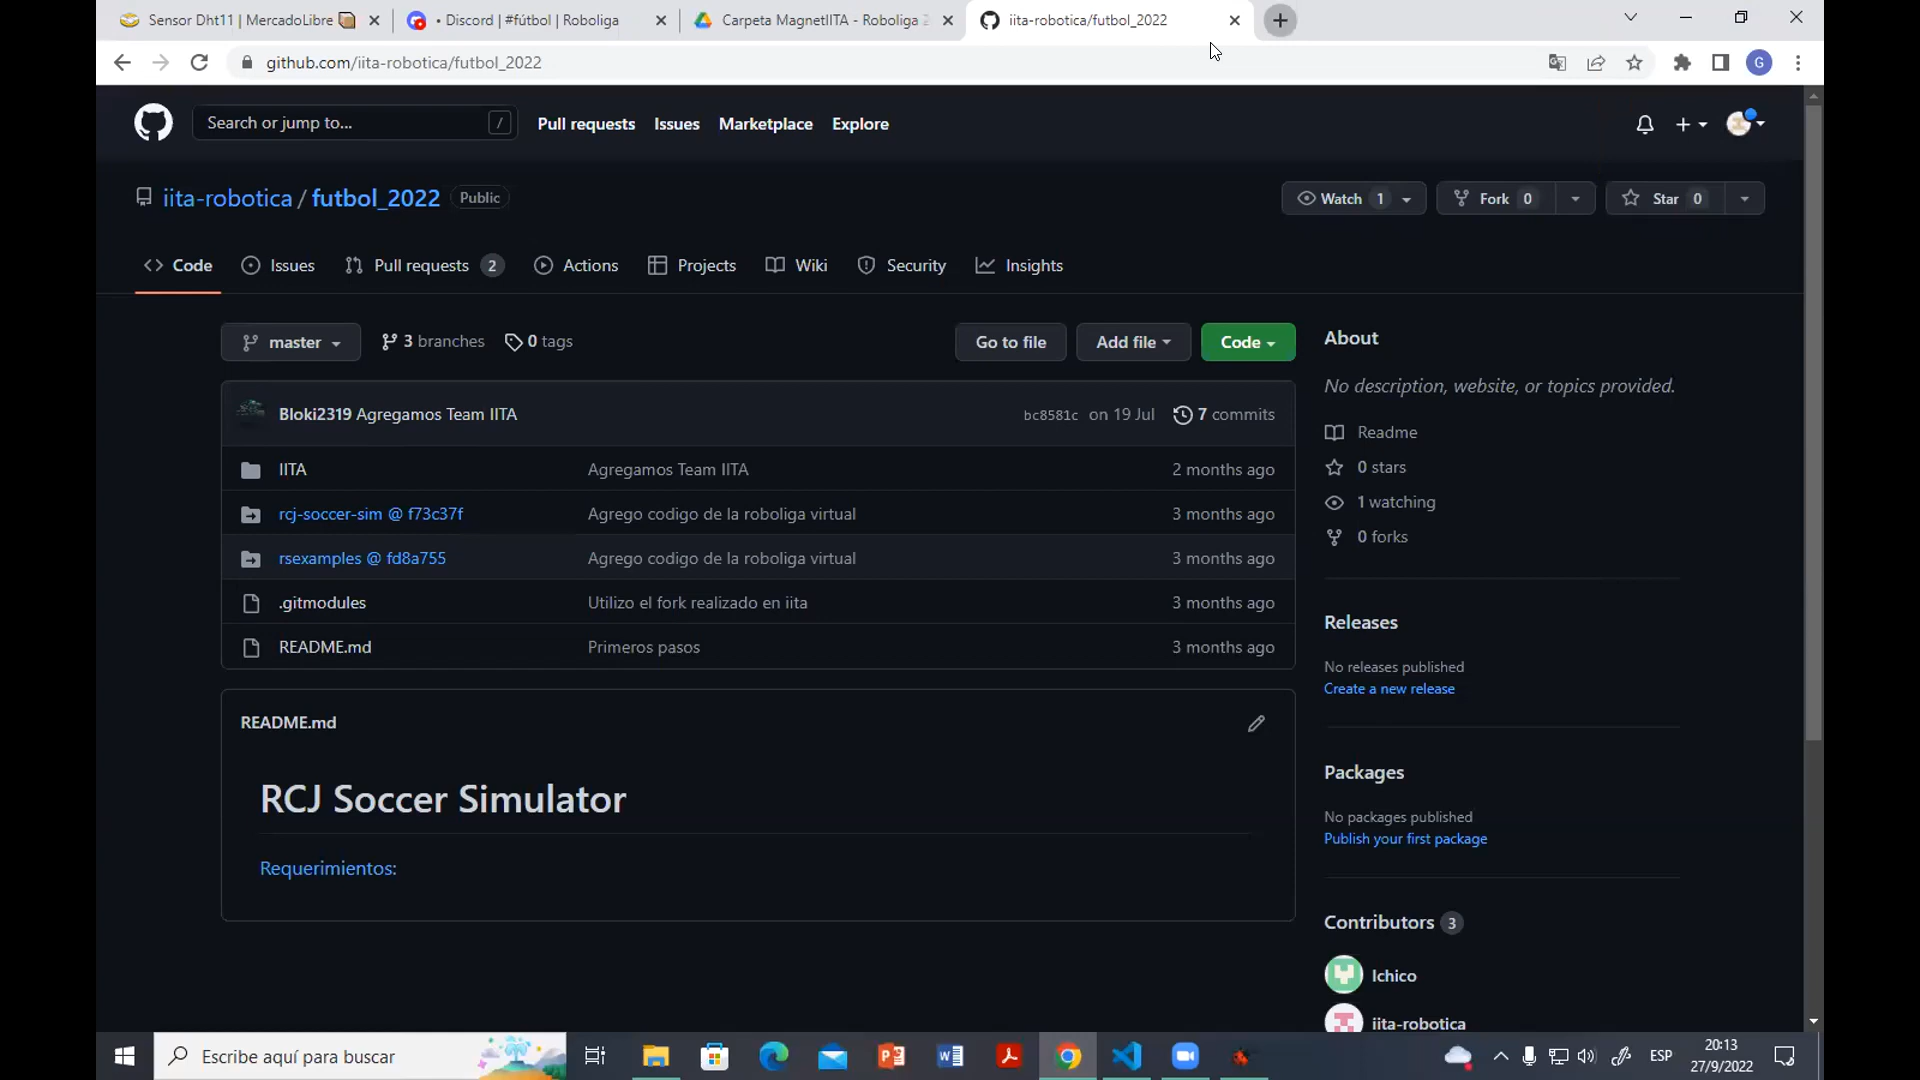 Sensor Dht11 | MercadoLibre
• Discord | #fútbol | Roboliga
Carpeta MagnetIITA - Roboliga 2
iita-robotica/futbol_2022
github.com/iita-robotica/futbol_2022
G
Search or jump to...
/
Pull requests
Issues
Marketplace
Explore
iita-robotica / futbol_2022
Public
Watch 1
Fork 0
Star 0
Code
Issues
Pull requests 2
Actions
Projects
Wiki
Security
Insights
master
3 branches
0 tags
Go to file
Add file
Code
Bloki2319 Agregamos Team IITA
bc8581c on 19 Jul
7 commits
IITA
Agregamos Team IITA
2 months ago
rcj-soccer-sim @ f73c37f
Agrego codigo de la roboliga virtual
3 months ago
rsexamples @ fd8a755
Agrego codigo de la roboliga virtual
3 months ago
.gitmodules
Utilizo el fork realizado en iita
3 months ago
README.md
Primeros pasos
3 months ago
README.md
RCJ Soccer Simulator
Requerimientos:
About
No description, website, or topics provided.
Readme
0 stars
1 watching
0 forks
Releases
No releases published
Create a new release
Packages
No packages published
Publish your first package
Contributors 3
iita-robotica
Escribe aquí para buscar
ESP
20:13
27/9/2022